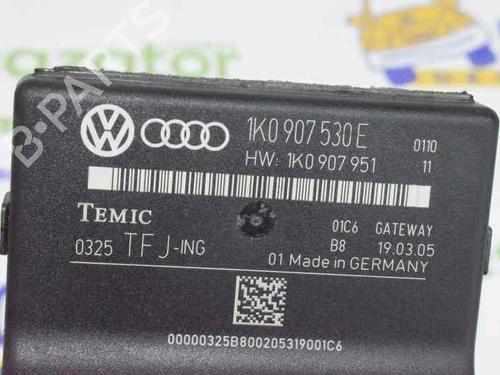 B-PARTS
1K0 907 530 E 0110
HW: 1K0 907 951 11
TEMIC 01C6 GATEWAY
0325 TFJ-ING B8 19.03.05
01 Made in GERMANY
00000325B800205319001C6